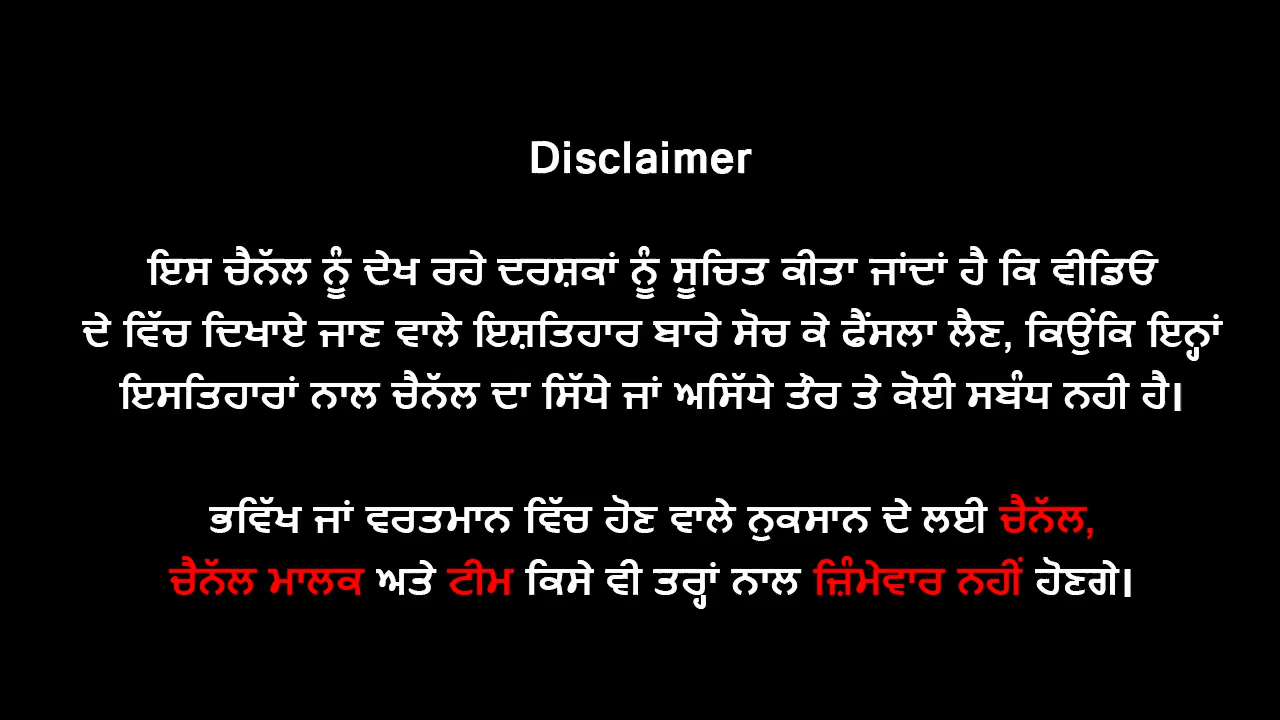 Disclaimer
ਇਸ ਚੈਨੱਲ ਨੂੰ ਦੇਖ ਰਹੇ ਦਰਸ਼ਕਾਂ ਨੂੰ ਸੂਚਿਤ ਕੀਤਾ ਜਾਂਦਾਂ ਹੈ ਕਿ ਵੀਡਿਓ
ਦੇ ਵਿੱਚ ਦਿਖਾਏ ਜਾਣ ਵਾਲੇ ਇਸ਼ਤਿਹਾਰ ਬਾਰੇ ਸੋਚ ਕੇ ਫੈਂਸਲਾ ਲੈਣ, ਕਿਉਂਕਿ ਇਨ੍ਹਾਂ
ਇਸਤਿਹਾਰਾਂ ਨਾਲ ਚੈਨੱਲ ਦਾ ਸਿੱਧੇ ਜਾਂ ਅਸਿੱਧੇ ਤੌਰ ਤੇ ਕੋਈ ਸਬੰਧ ਨਹੀ ਹੈ।
ਭਵਿੱਖ ਜਾਂ ਵਰਤਮਾਨ ਵਿੱਚ ਹੋਣ ਵਾਲੇ ਨੁਕਸਾਨ ਦੇ ਲਈ ਚੈਨੱਲ,
ਚੈਨੱਲ ਮਾਲਕ ਅਤੇ ਟੀਮ ਕਿਸੇ ਵੀ ਤਰ੍ਹਾਂ ਨਾਲ ਜ਼ਿੰਮੇਵਾਰ ਨਹੀਂ ਹੋਣਗੇ।